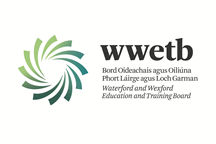 wwetb
Bord Oideachais agus Oiliúna
Phort Láirge agus Loch Garman
Waterford and Wexford
Education and Training Board